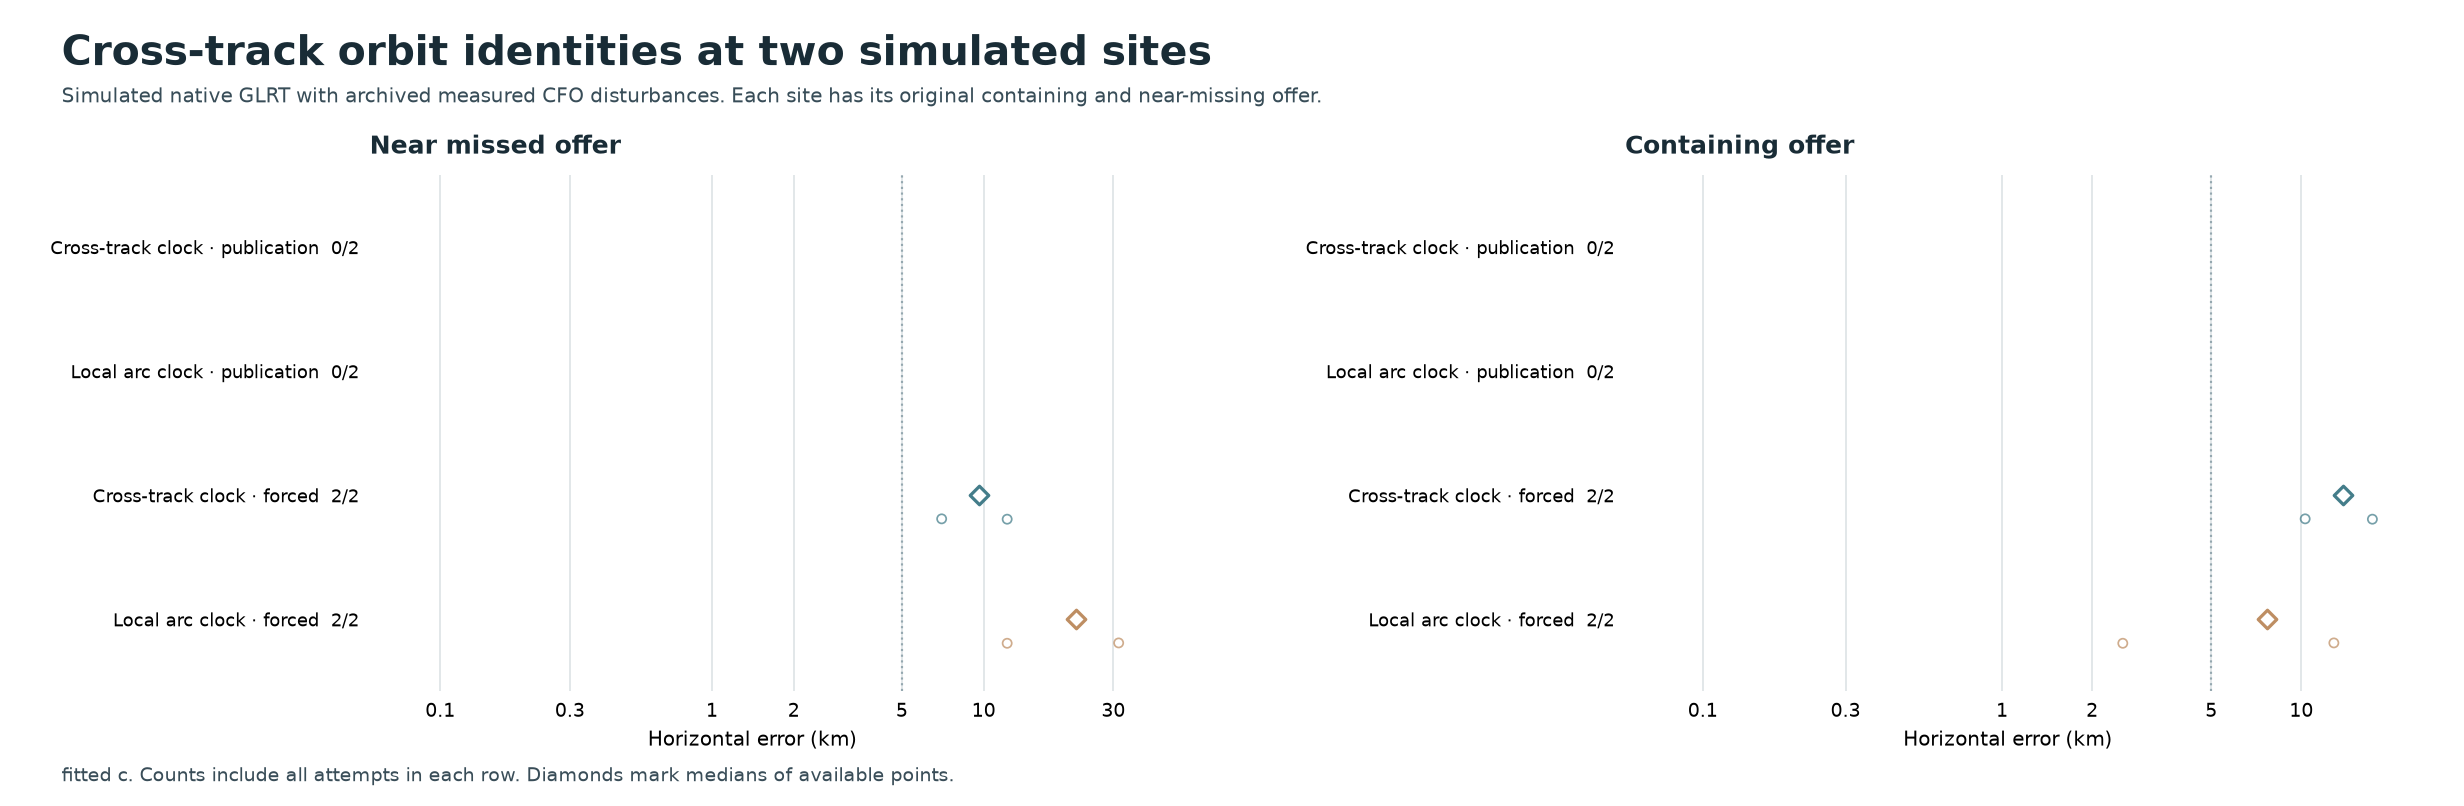 Cross-track orbit identities at two simulated sites
Simulated native GLRT with archived measured CFO disturbances. Each site has its original containing and near-missing offer.
Near missed offer
Cross-track clock · publication 0/2
Local arc clock · publication 0/2
Cross-track clock · forced 2/2
Local arc clock · forced 2/2
0.1 0.3 1 2 5 10 30
Horizontal error (km)
Containing offer
Cross-track clock · publication 0/2
Local arc clock · publication 0/2
Cross-track clock · forced 2/2
Local arc clock · forced 2/2
0.1 0.3 1 2 5 10
Horizontal error (km)
fitted c. Counts include all attempts in each row. Diamonds mark medians of available points.